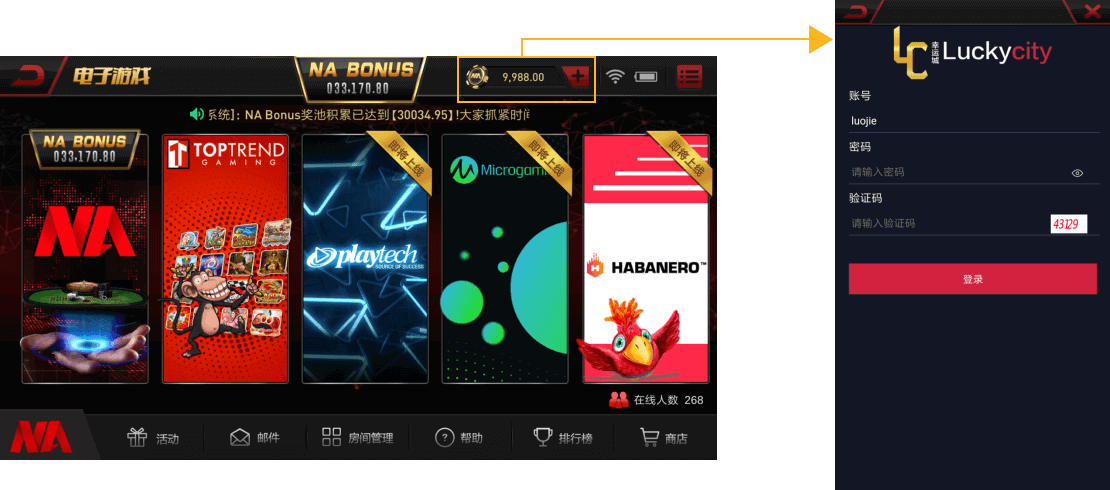 电子游戏
NA BONUS
033,170.80
9,988.00
系统]：NA Bonus奖池积累已达到【30034.95】!大家抓紧时间
NA BONUS
033,170.80
NA
TOPTREND
GAMING
即将上线
playtech
SOURCE OF SUCCESS
即将上线
Microgam
即将上线
HABANERO™
在线人数 268
NA
活动
邮件
房间管理
帮助
排行榜
商店
LC
幸运城
Luckycity
账号
luojie
密码
请输入密码
验证码
请输入验证码
43129
登录